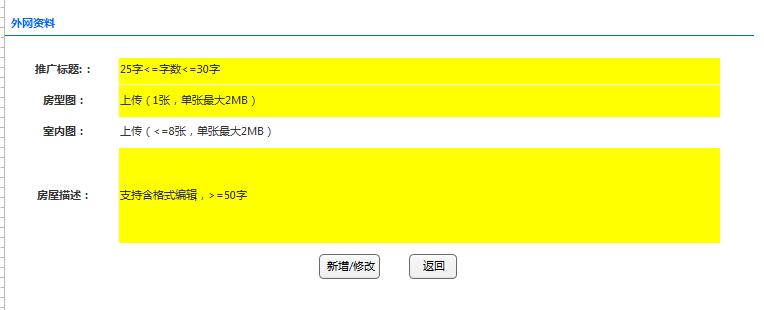 外网资料
推广标题:： 25字<=字数<=30字
房型图： 上传（1张，单张最大2MB）
室内图： 上传（<=8张，单张最大2MB）
房屋描述： 支持含格式编辑，>=50字
新增/修改 返回